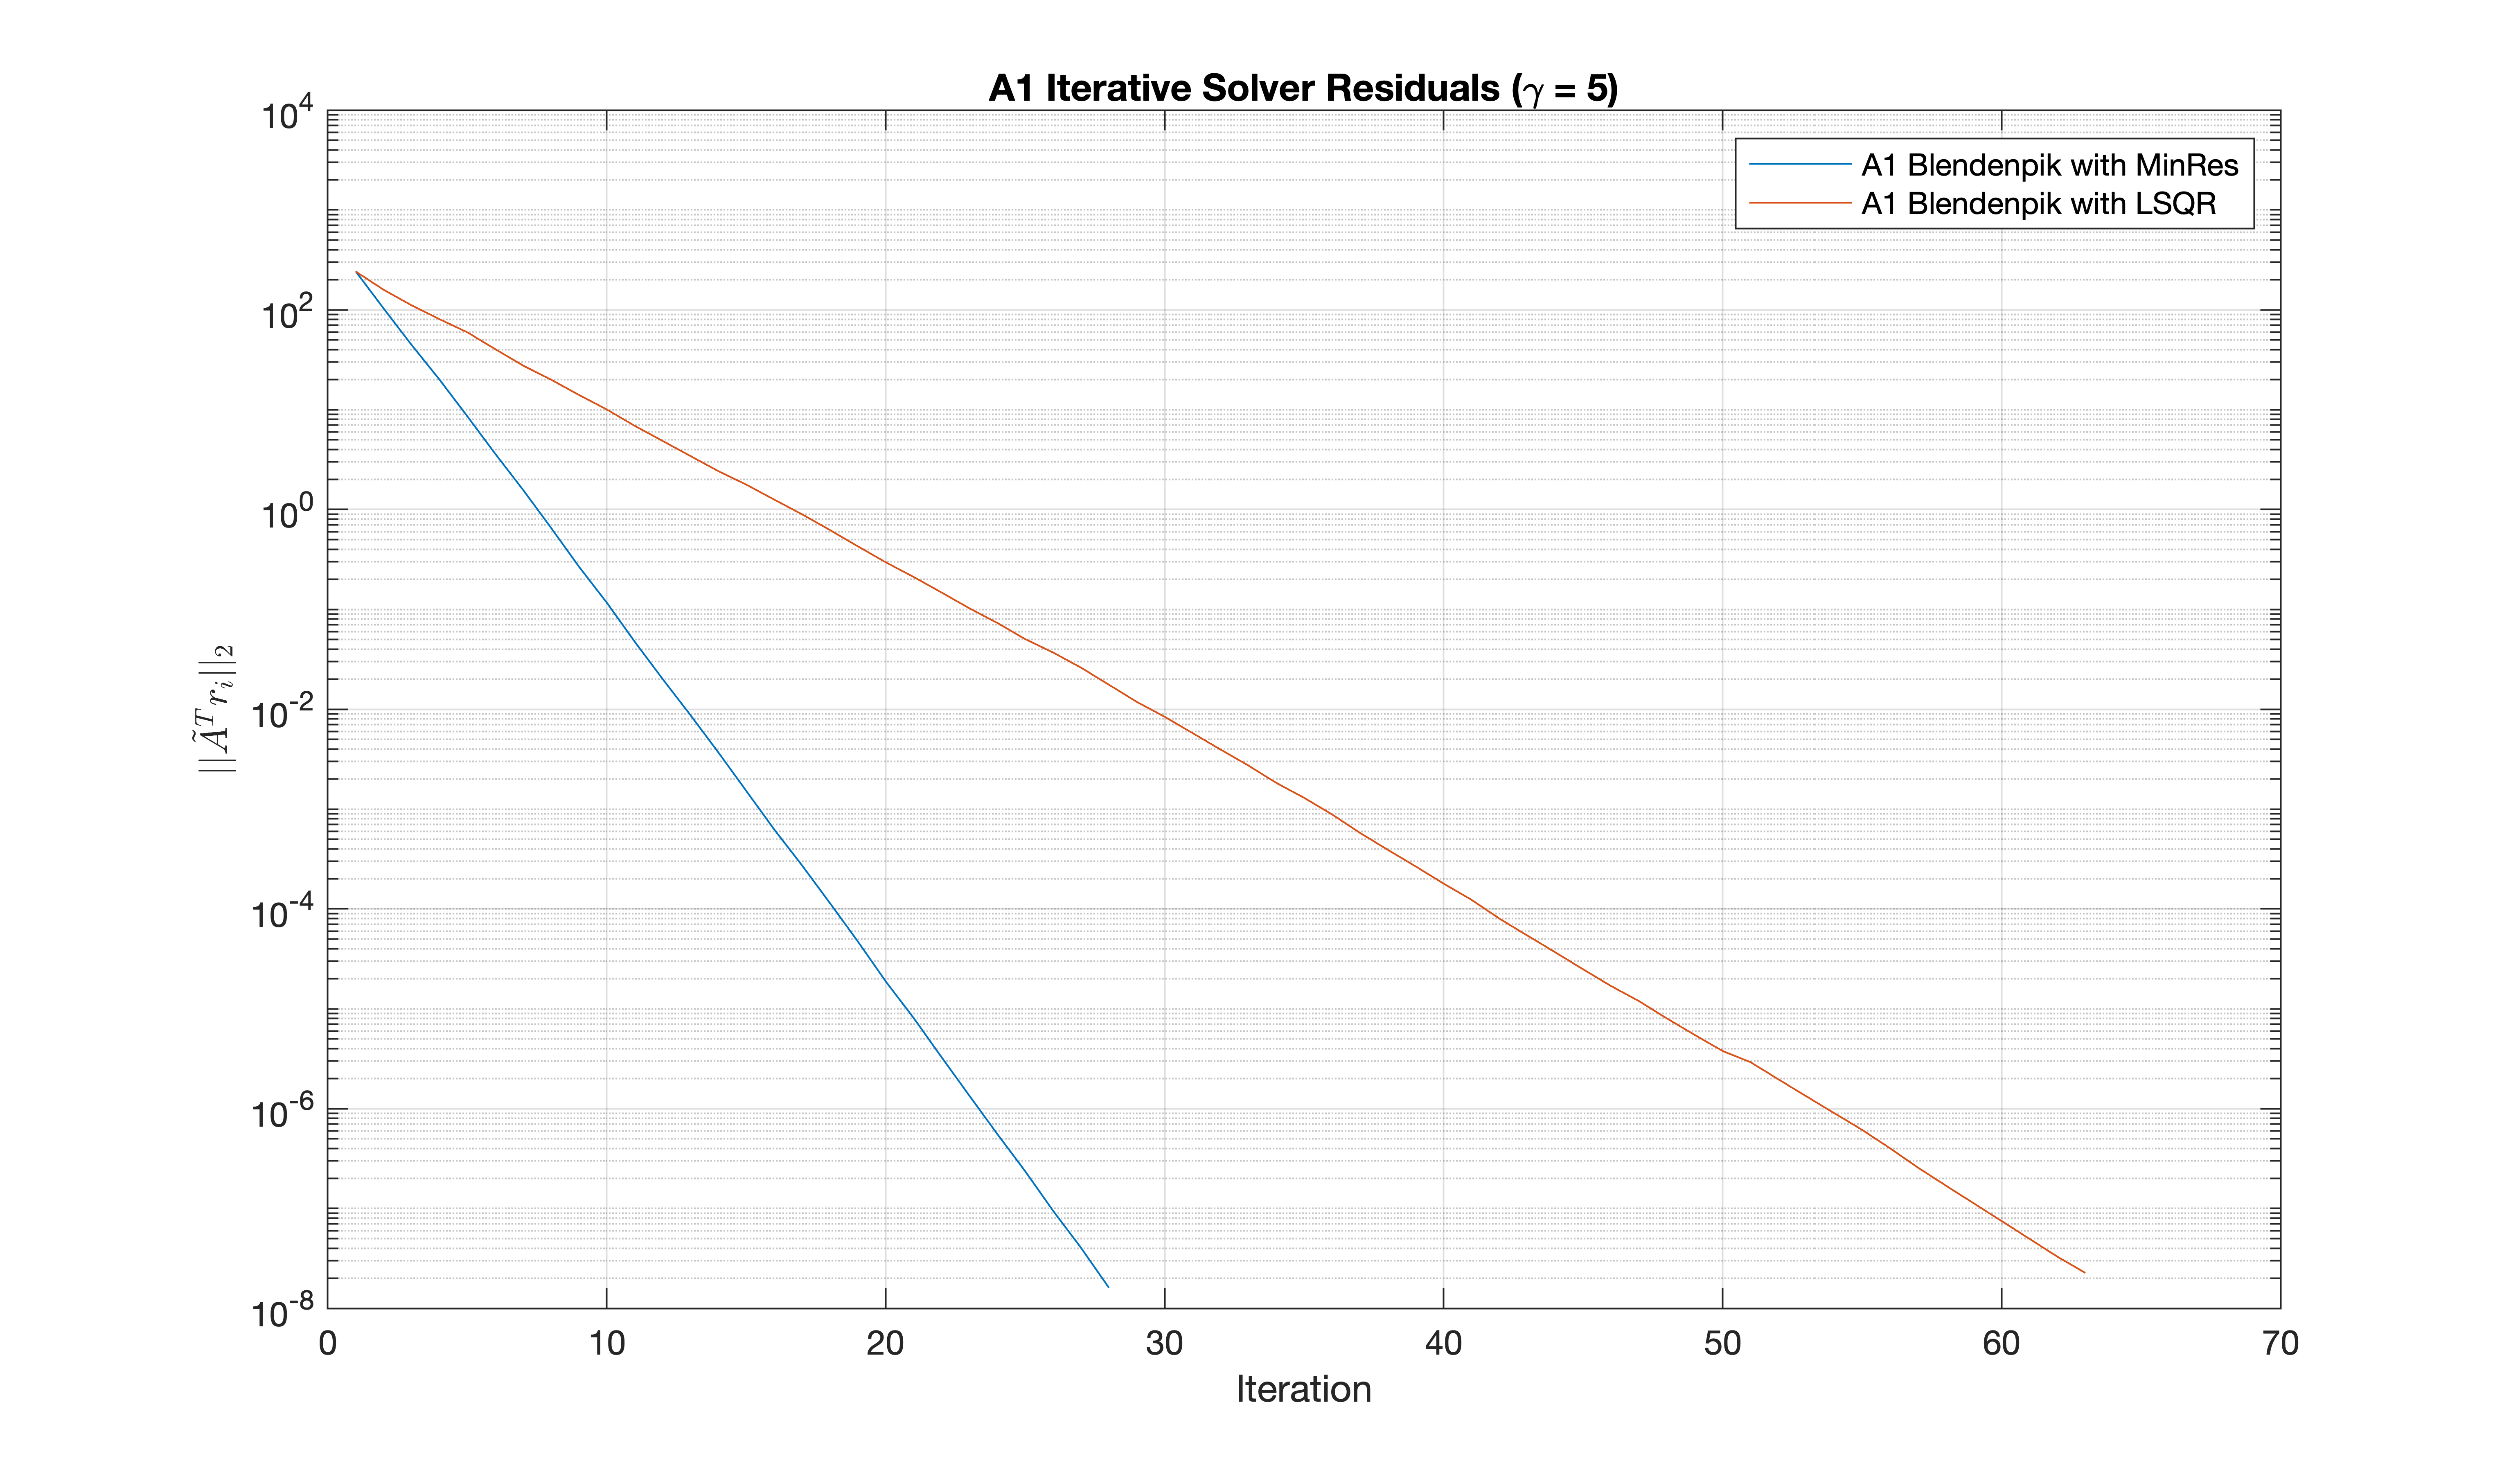 A1 Iterative Solver Residuals (γ = 5)
A1 Blendenpik with MinRes
A1 Blendenpik with LSQR
||Ã^T r_i||_2
10^4
10^2
10^0
10^-2
10^-4
10^-6
10^-8
0 10 20 30 40 50 60 70
Iteration